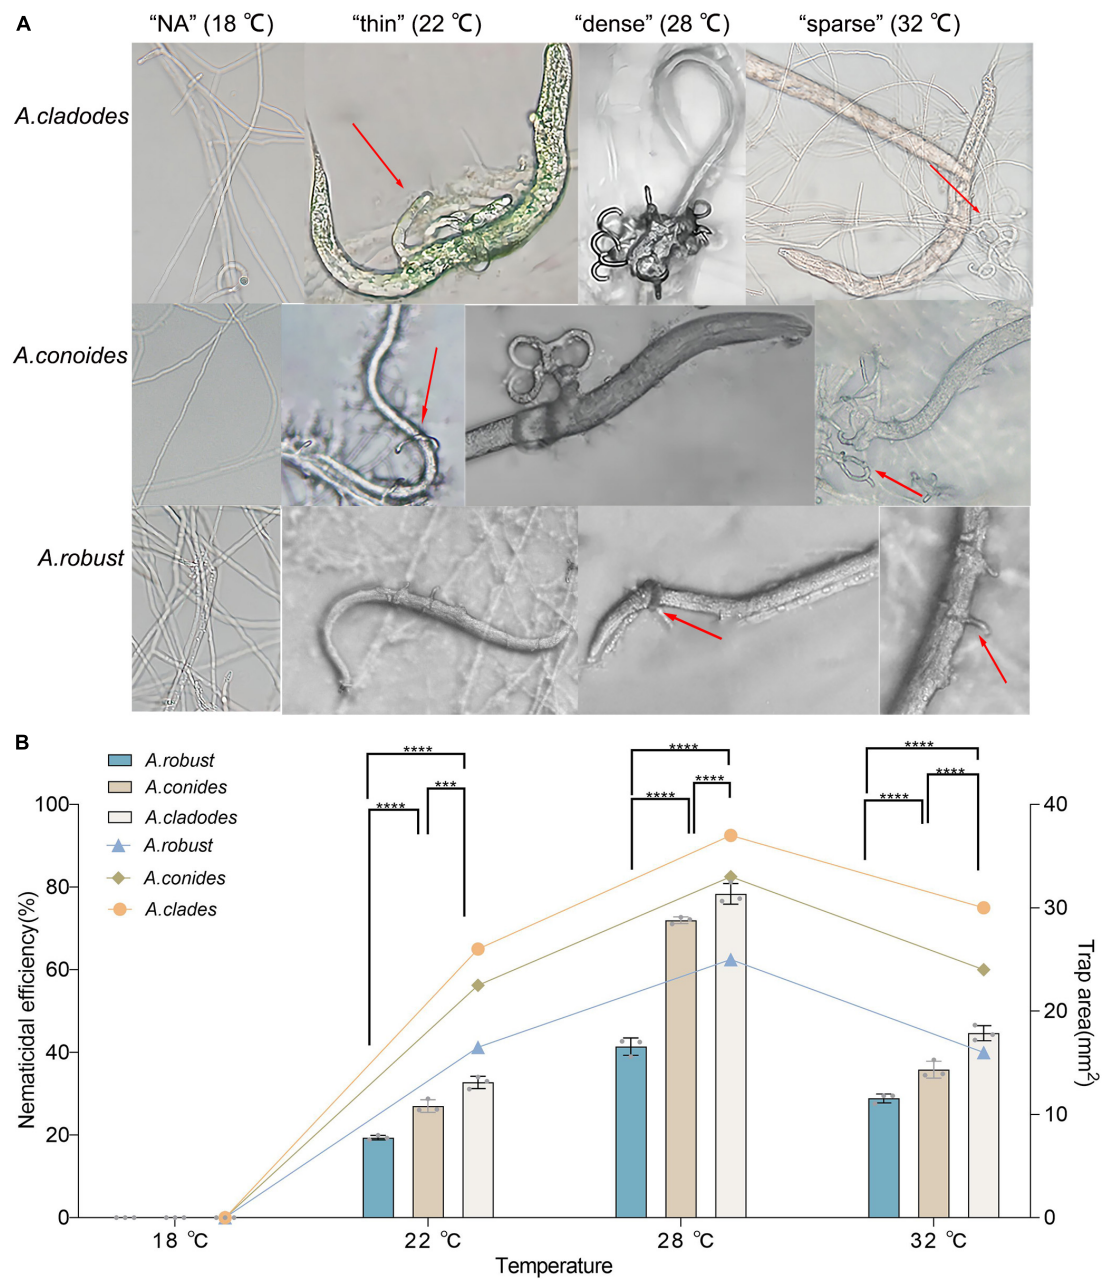 A
“NA” (18 ℃) “thin” (22 ℃) “dense” (28 ℃) “sparse” (32 ℃)
A.cladodes
A.conoides
A.robust
B
A.robust
A.conides
A.cladodes
A.robust
A.conides
A.clades
**** *** ****
**** **** ****
**** **** ****
Nematicidal efficiency(%)
100
80
60
40
20
0
40
30
20
10
0
Trap area(mm²)
18 ℃ 22 ℃ 28 ℃ 32 ℃
Temperature